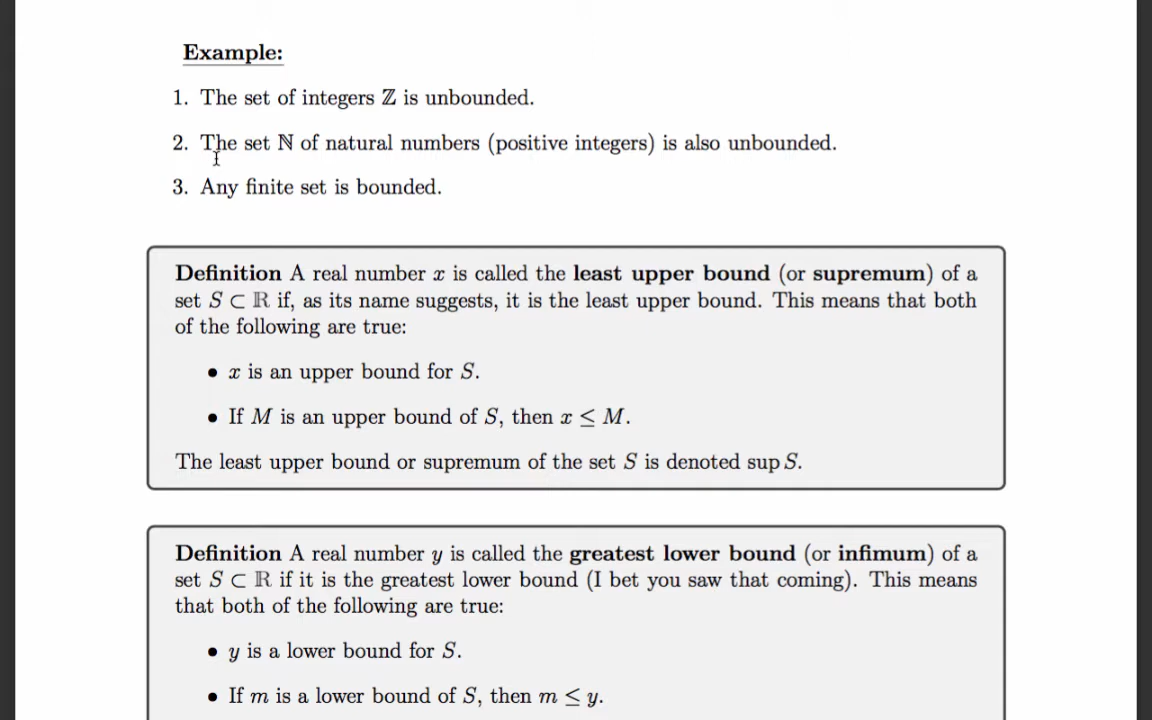 Example:
1. The set of integers ℤ is unbounded.
2. The set ℕ of natural numbers (positive integers) is also unbounded.
3. Any finite set is bounded.
Definition A real number x is called the least upper bound (or supremum) of a
set S ⊂ ℝ if, as its name suggests, it is the least upper bound. This means that both
of the following are true:
• x is an upper bound for S.
• If M is an upper bound of S, then x ≤ M.
The least upper bound or supremum of the set S is denoted sup S.
Definition A real number y is called the greatest lower bound (or infimum) of a
set S ⊂ ℝ if it is the greatest lower bound (I bet you saw that coming). This means
that both of the following are true:
• y is a lower bound for S.
• If m is a lower bound of S, then m ≤ y.